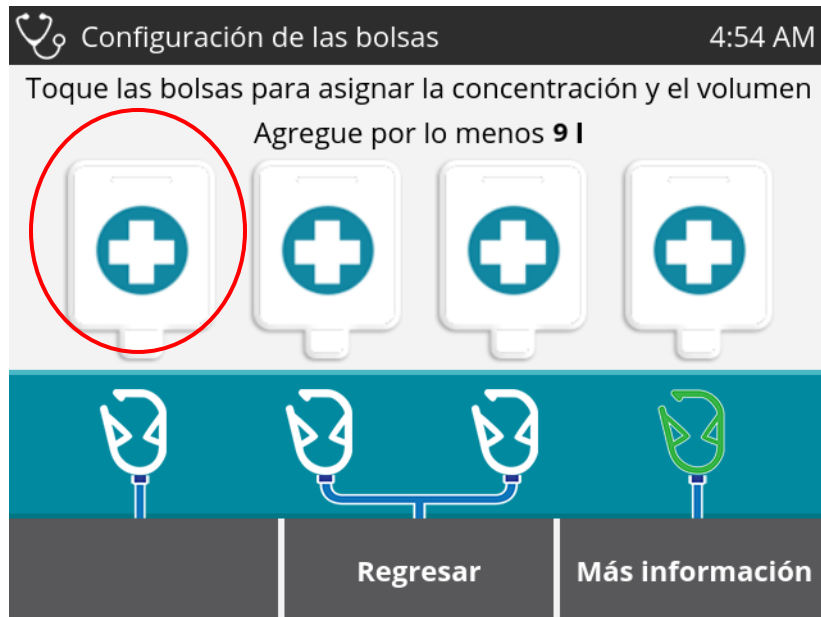 Configuración de las bolsas 4:54 AM
Toque las bolsas para asignar la concentración y el volumen
Agregue por lo menos 9 l
Regresar Más información